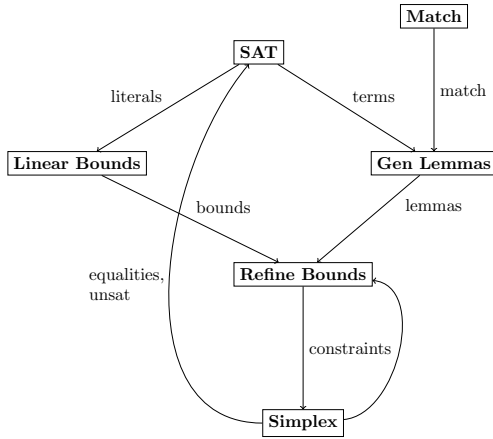 Match
SAT
literals
terms
match
Linear Bounds
Gen Lemmas
bounds
lemmas
equalities,
unsat
Refine Bounds
constraints
Simplex